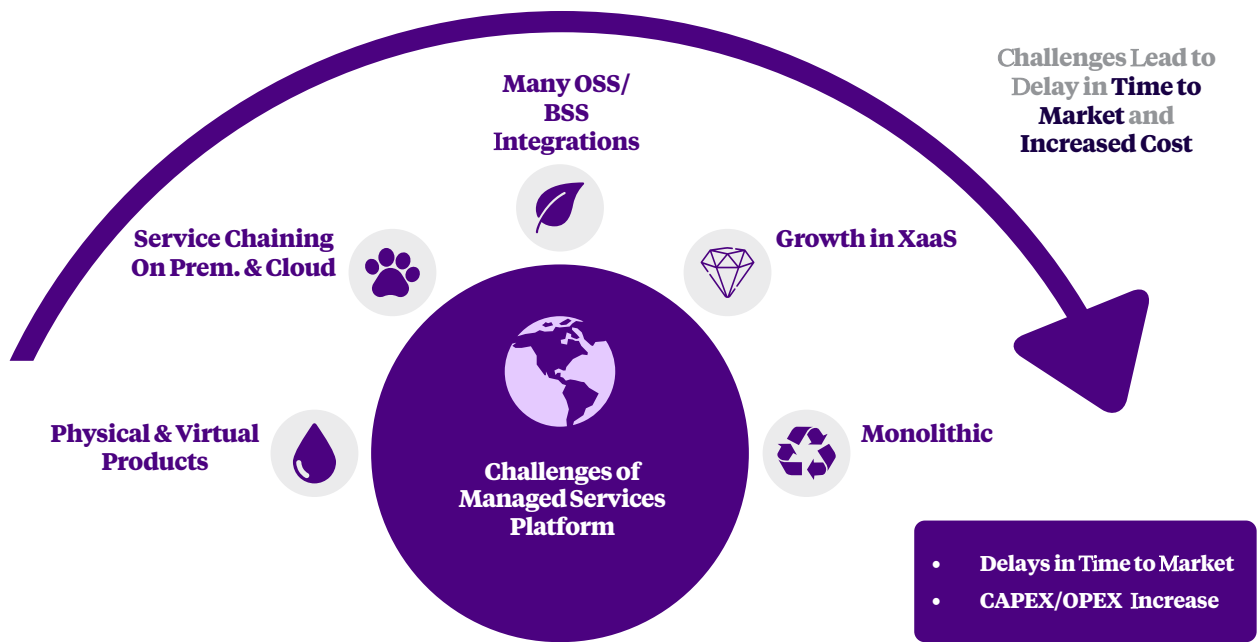 Challenges Lead to
Delay in Time to
Market and
Increased Cost
Many OSS/
BSS
Integrations
Service Chaining
On Prem. & Cloud
Growth in XaaS
Physical & Virtual
Products
Monolithic
Challenges of
Managed Services
Platform
• Delays in Time to Market
• CAPEX/OPEX Increase